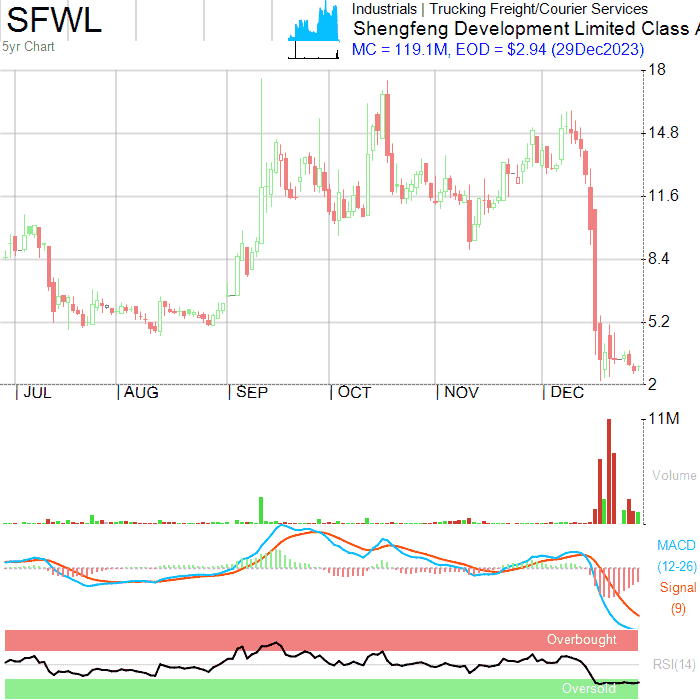 SFWL
5yr Chart
Industrials | Trucking Freight/Courier Services
Shengfeng Development Limited Class A
MC = 119.1M, EOD = $2.94 (29Dec2023)
18
14.8
11.6
8.4
5.2
2
JUL AUG SEP OCT NOV DEC
11M
Volume
MACD
(12-26)
Signal
(9)
Overbought
RSI(14)
Oversold